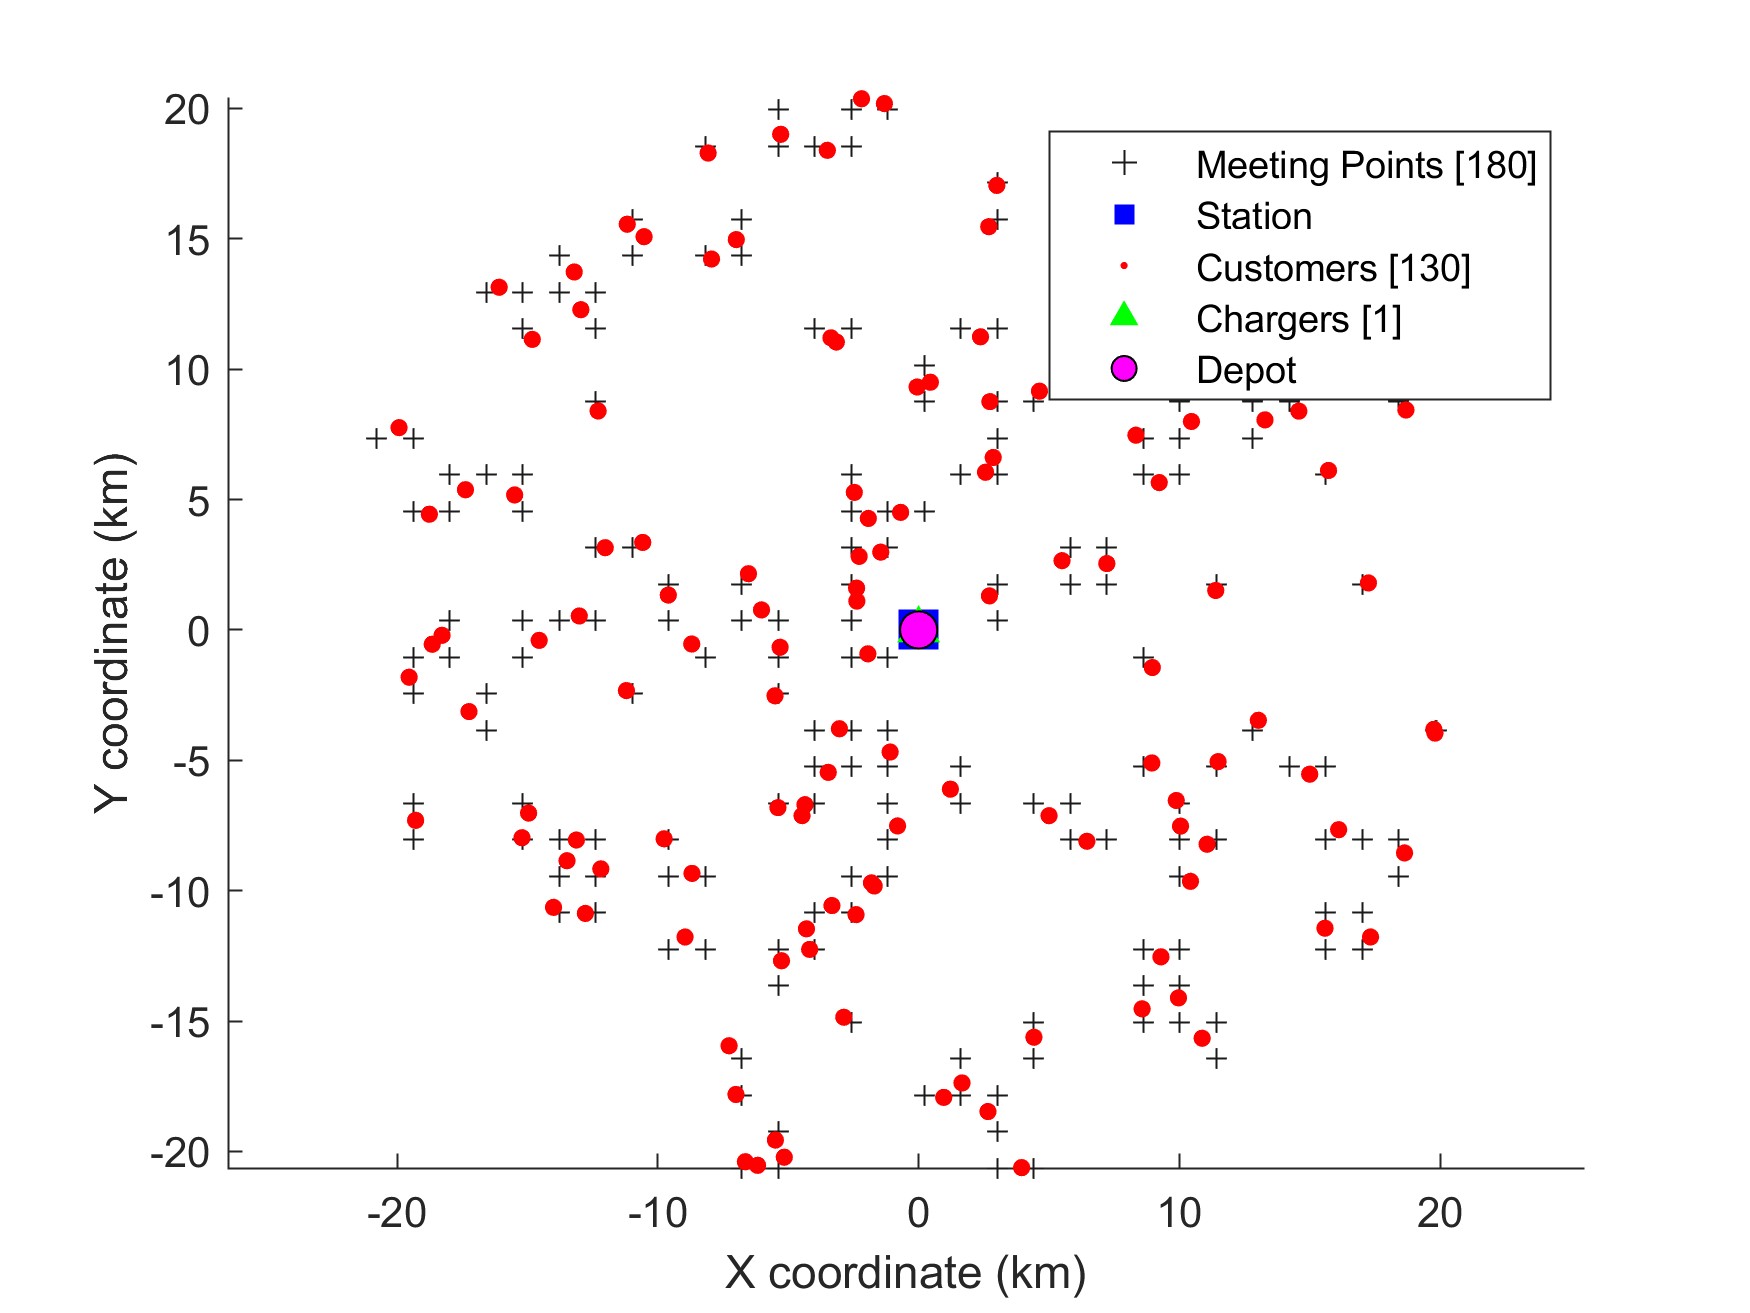 20
15
10
5
0
-5
-10
-15
-20
Y coordinate (km)
Meeting Points [180]
Station
Customers [130]
Chargers [1]
Depot
-20 -10 0 10 20
X coordinate (km)